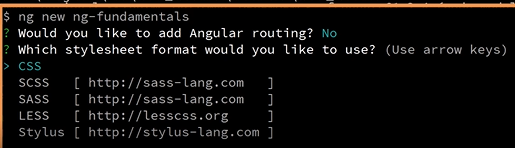 $ ng new ng-fundamentals
? Would you like to add Angular routing? No
? Which stylesheet format would you like to use? (Use arrow keys)
> CSS
SCSS [ http://sass-lang.com ]
SASS [ http://sass-lang.com ]
LESS [ http://lesscss.org ]
Stylus [ http://stylus-lang.com ]